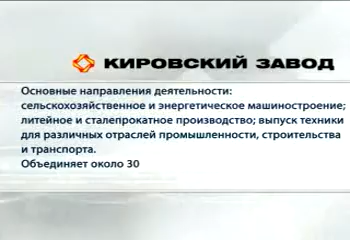 КИРОВСКИЙ ЗАВОД
Основные направления деятельности:
сельскохозяйственное и энергетическое машиностроение;
литейное и сталепрокатное производство; выпуск техники
для различных отраслей промышленности, строительства
и транспорта.
Объединяет около 30